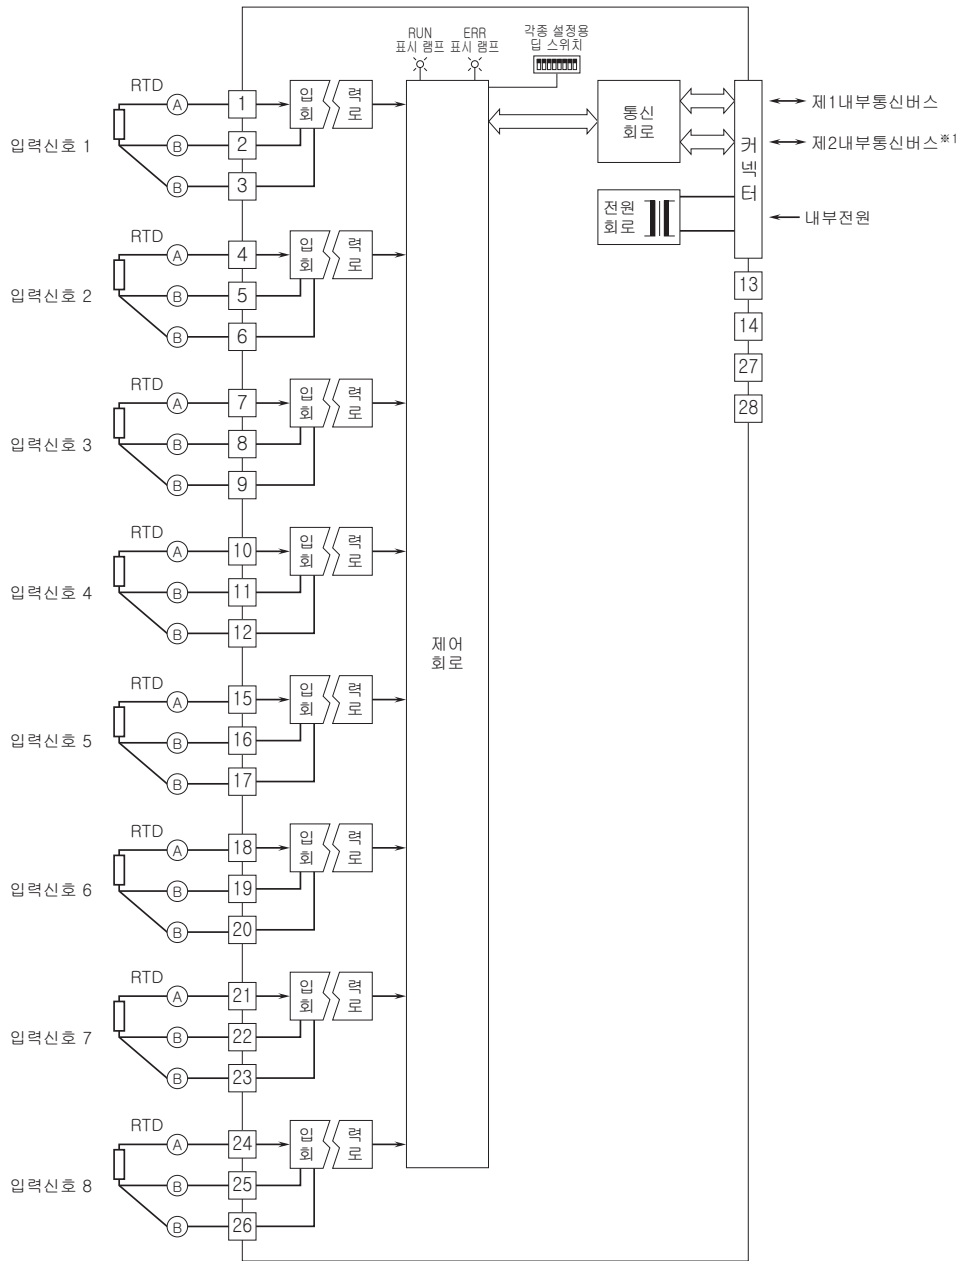 RUN
표시 램프
ERR
표시 램프
각종 설정용
딥 스위치
RTD
입력신호 1
A
B
B
1
2
3
입 력
회 로
통신
회로
커
넥
터
제1내부통신버스
제2내부통신버스※1
전원
회로
내부전원
13
14
27
28
RTD
입력신호 2
A
B
B
4
5
6
입 력
회 로
RTD
입력신호 3
A
B
B
7
8
9
입 력
회 로
RTD
입력신호 4
A
B
B
10
11
12
입 력
회 로
제어
회로
RTD
입력신호 5
A
B
B
15
16
17
입 력
회 로
RTD
입력신호 6
A
B
B
18
19
20
입 력
회 로
RTD
입력신호 7
A
B
B
21
22
23
입 력
회 로
RTD
입력신호 8
A
B
B
24
25
26
입 력
회 로